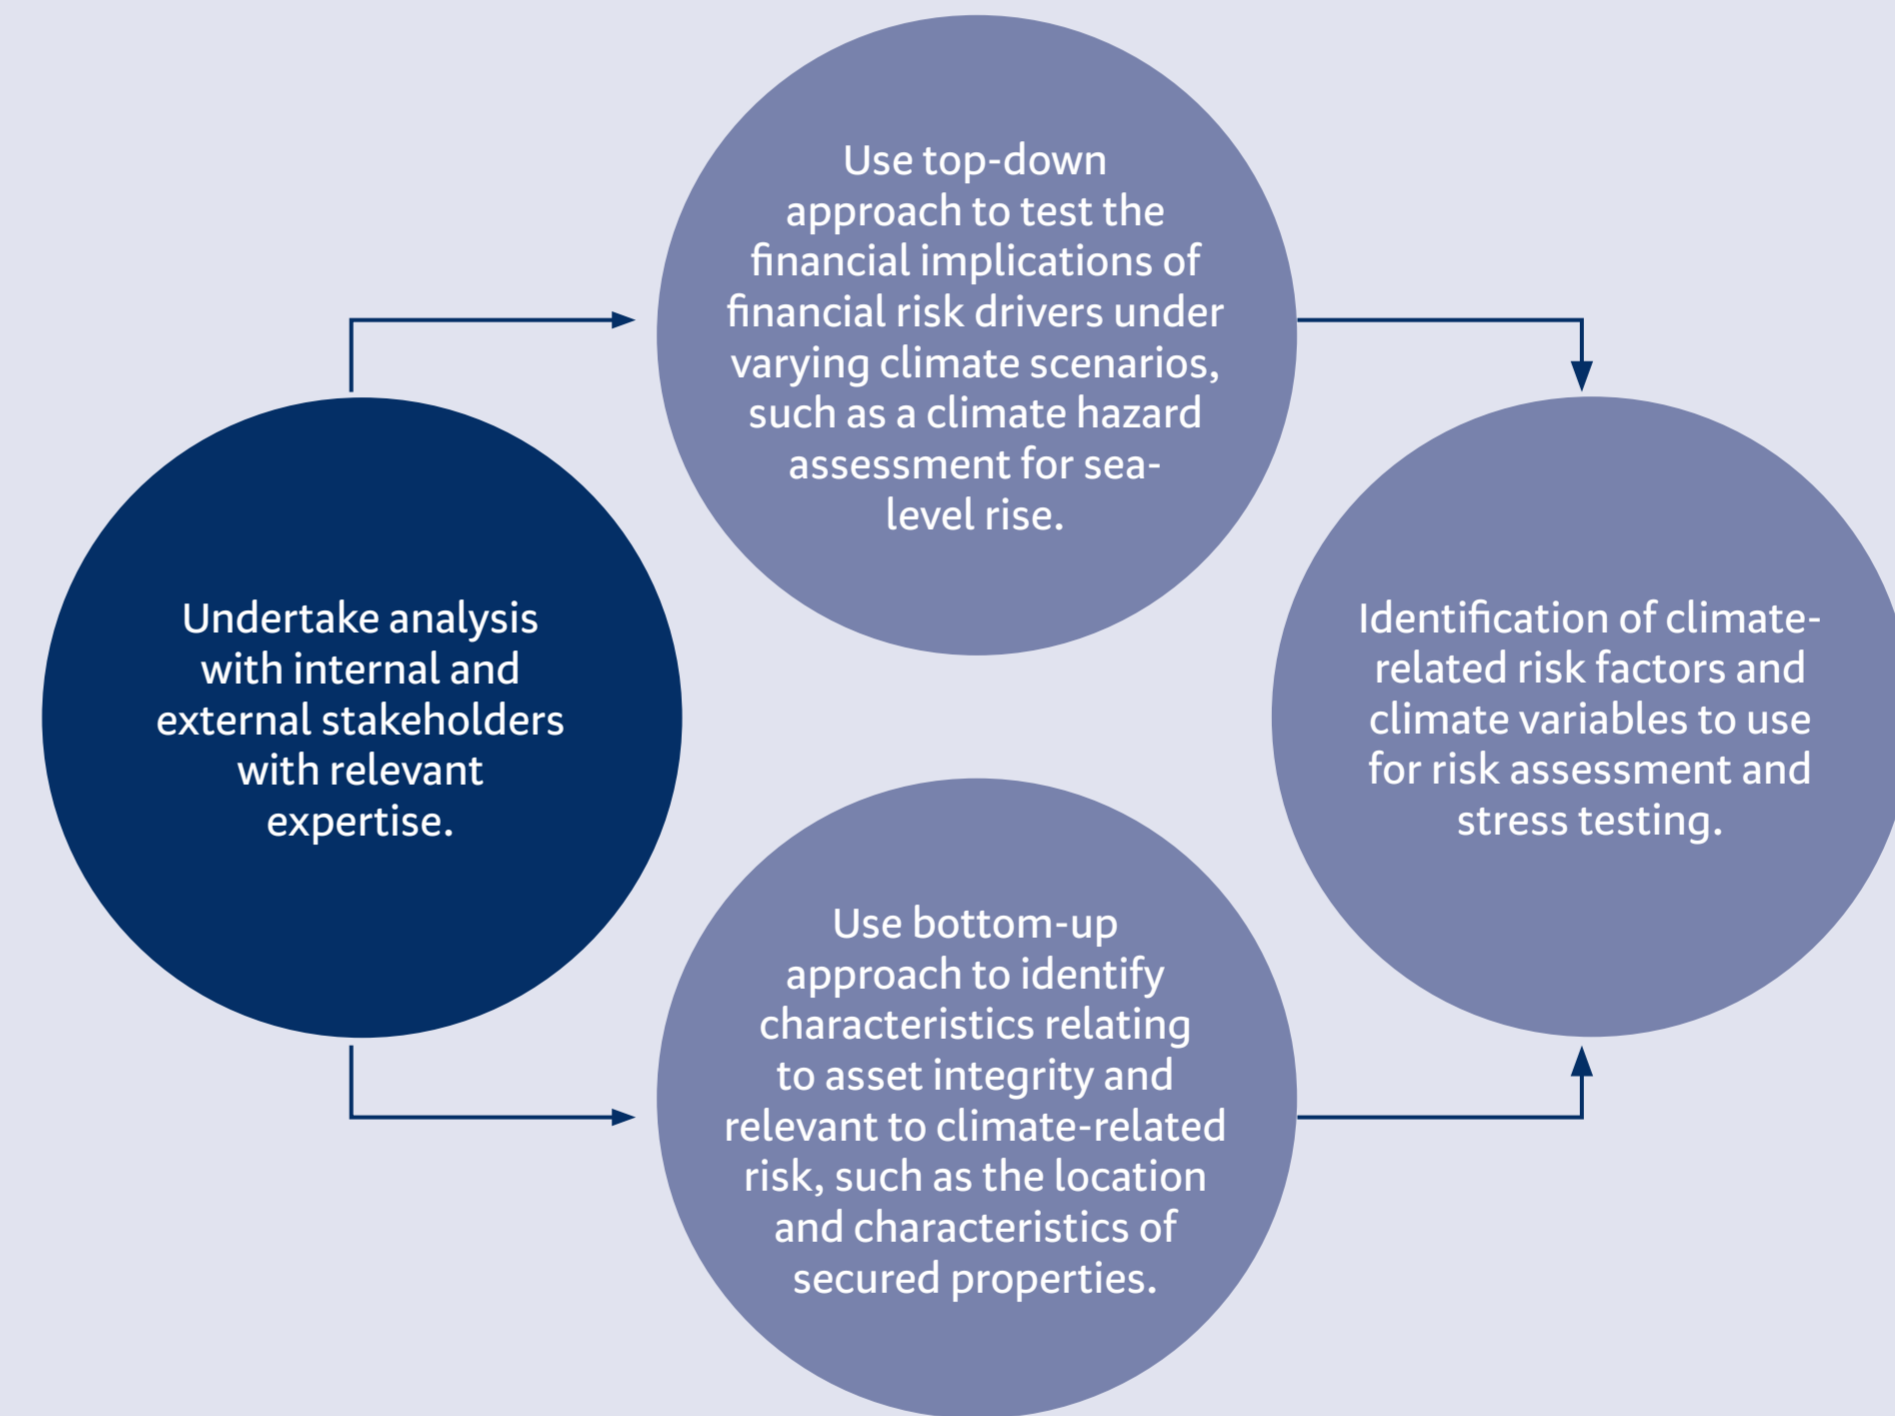 Use top-down
approach to test the
financial implications of
financial risk drivers under
varying climate scenarios,
such as a climate hazard
assessment for sea-
level rise.
Undertake analysis
with internal and
external stakeholders
with relevant
expertise.
Identification of climate-
related risk factors and
climate variables to use
for risk assessment and
stress testing.
Use bottom-up
approach to identify
characteristics relating
to asset integrity and
relevant to climate-related
risk, such as the location
and characteristics of
secured properties.